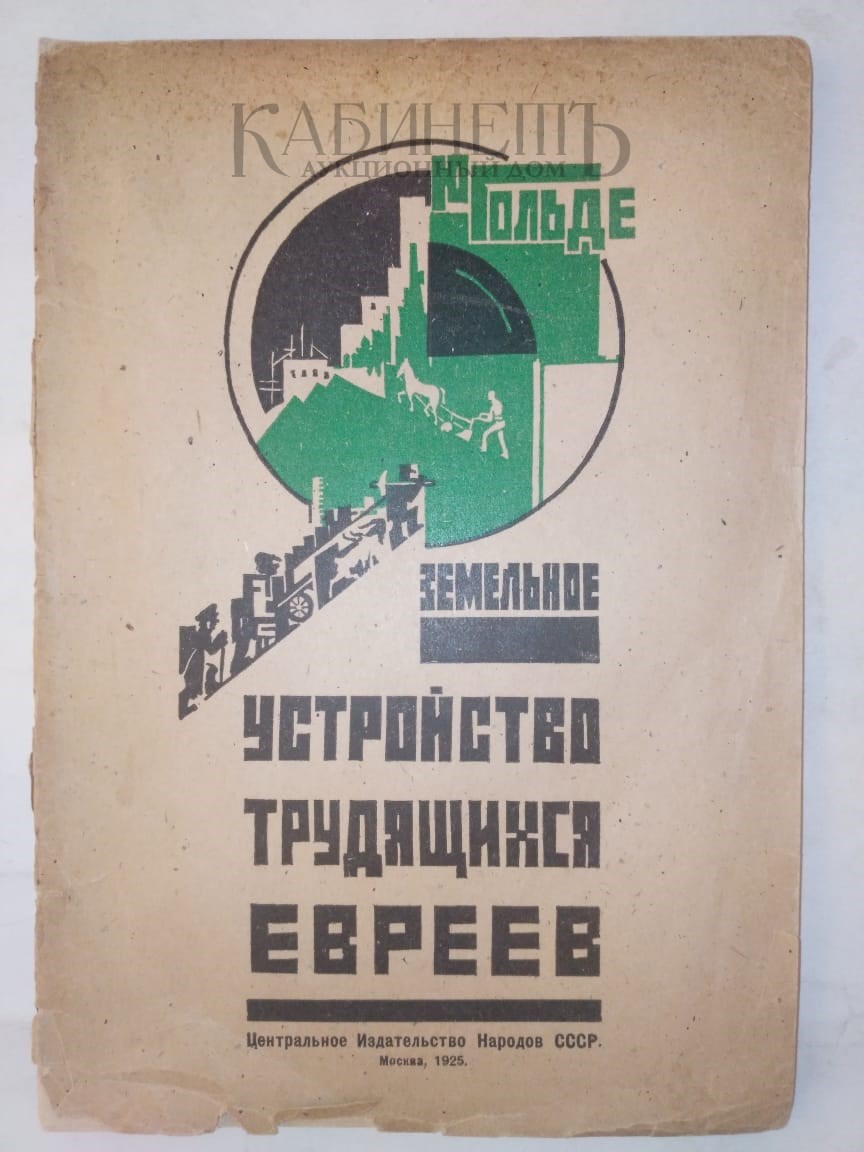 КАБИНЕТЪ
АУКЦИОННЫЙ ДОМ
Ю ГОЛЬДЕ
ЗЕМЕЛЬНОЕ
УСТРОЙСТВО
ТРУДЯЩИХСЯ
ЕВРЕЕВ
Центральное Издательство Народов СССР.
Москва, 1925.